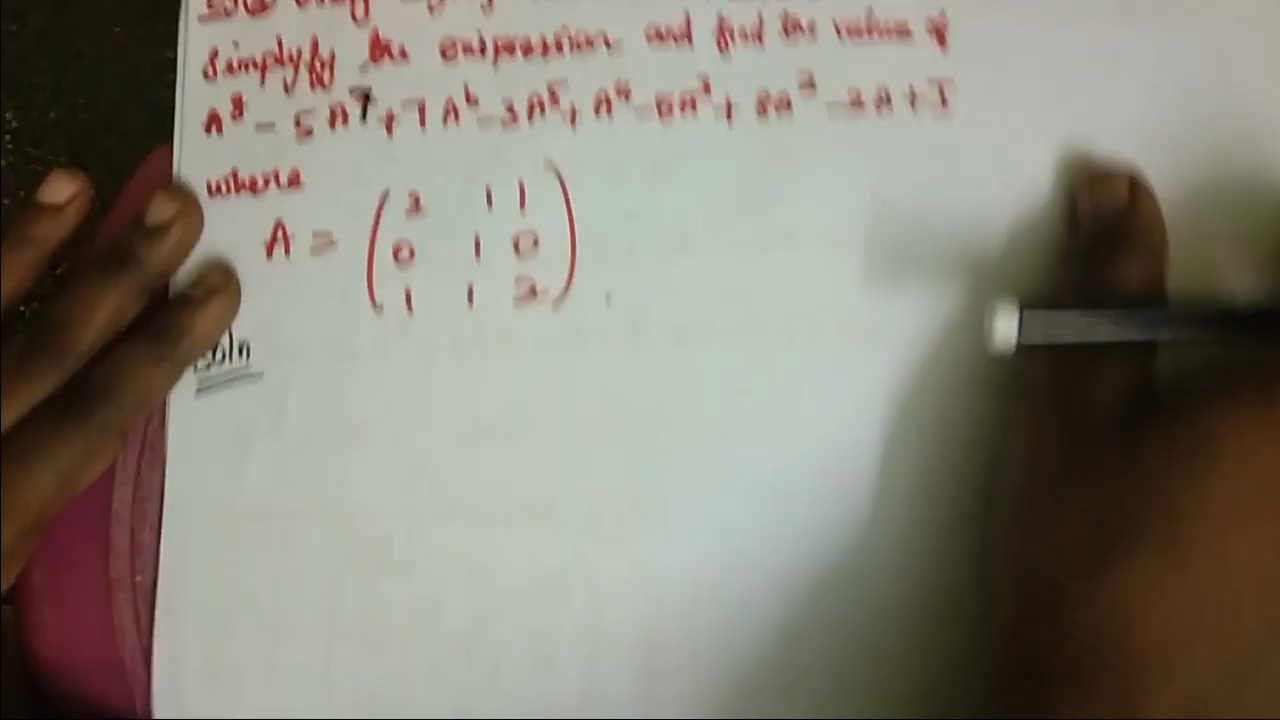 simplyfy the expression and find the value of
A⁸ - 5A⁷ + 7A⁶ - 3A⁵ + A⁴ - 5A³ + 8A² - 2A + I
where
A = ( 2 1 1
0 1 0
1 1 2 )
Soln